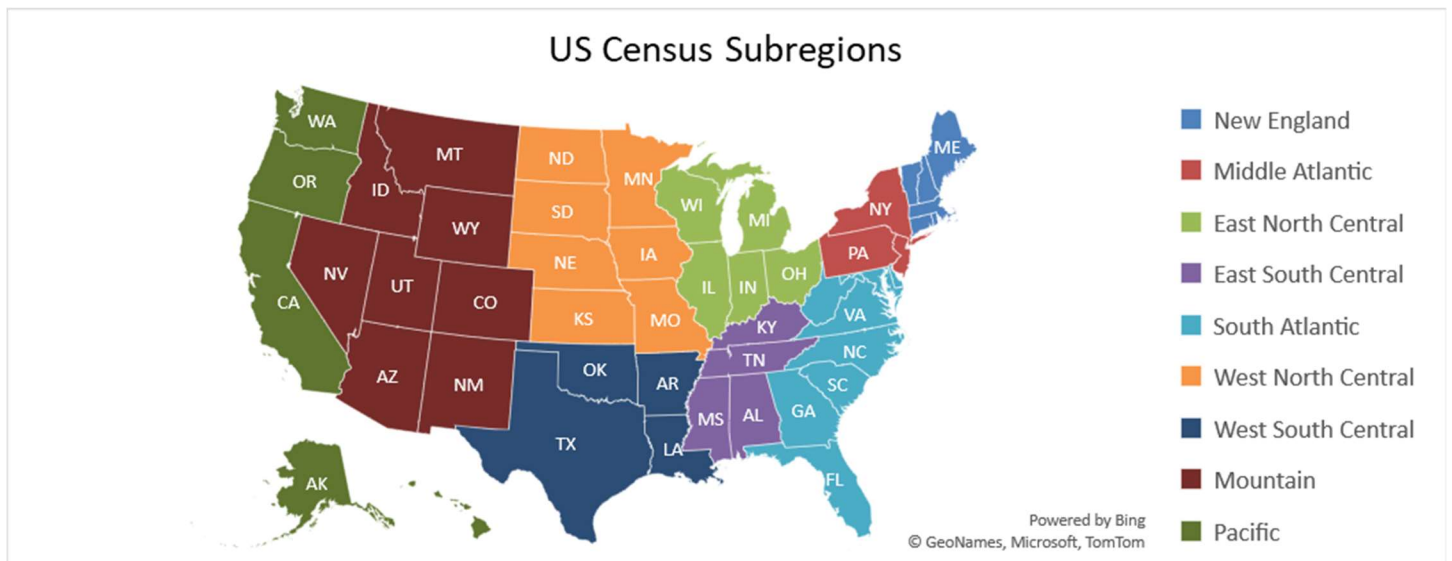 US Census Subregions
WA
MT
ND
MN
ME
OR
ID
WY
SD
WI
MI
NY
NV
UT
CO
NE
IA
IL
IN
OH
PA
CA
KS
MO
KY
VA
AZ
NM
OK
AR
TN
NC
SC
TX
LA
MS
AL
GA
FL
AK
New England
Middle Atlantic
East North Central
East South Central
South Atlantic
West North Central
West South Central
Mountain
Pacific
Powered by Bing
© GeoNames, Microsoft, TomTom